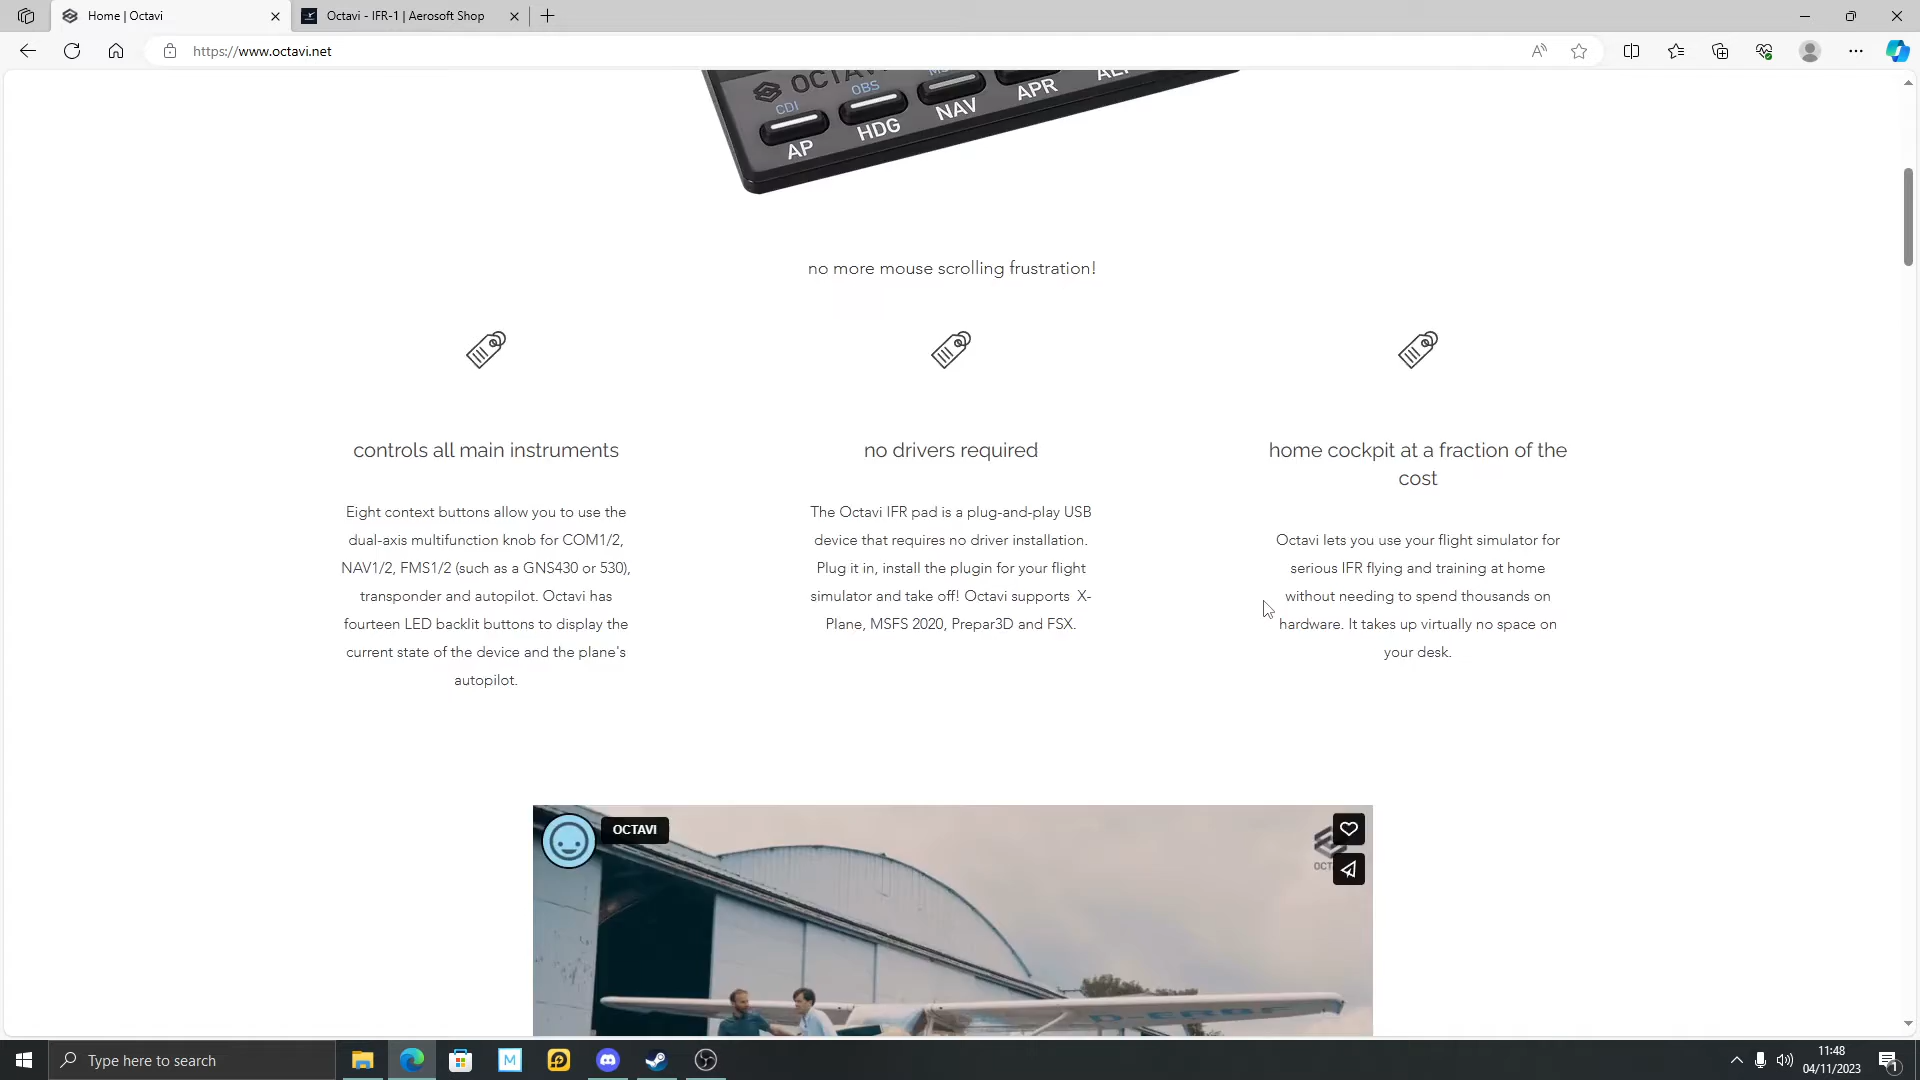 Home | Octavi
Octavi - IFR-1 | Aerosoft Shop
https://www.octavi.net
CDI
OBS
AP
HDG
NAV
APR
no more mouse scrolling frustration!
controls all main instruments
Eight context buttons allow you to use the
dual-axis multifunction knob for COM1/2,
NAV1/2, FMS1/2 (such as a GNS430 or 530),
transponder and autopilot. Octavi has
fourteen LED backlit buttons to display the
current state of the device and the plane's
autopilot.
no drivers required
The Octavi IFR pad is a plug-and-play USB
device that requires no driver installation.
Plug it in, install the plugin for your flight
simulator and take off! Octavi supports X-
Plane, MSFS 2020, Prepar3D and FSX.
home cockpit at a fraction of the
cost
Octavi lets you use your flight simulator for
serious IFR flying and training at home
without needing to spend thousands on
hardware. It takes up virtually no space on
your desk.
OCTAVI
Type here to search
11:48
04/11/2023
1